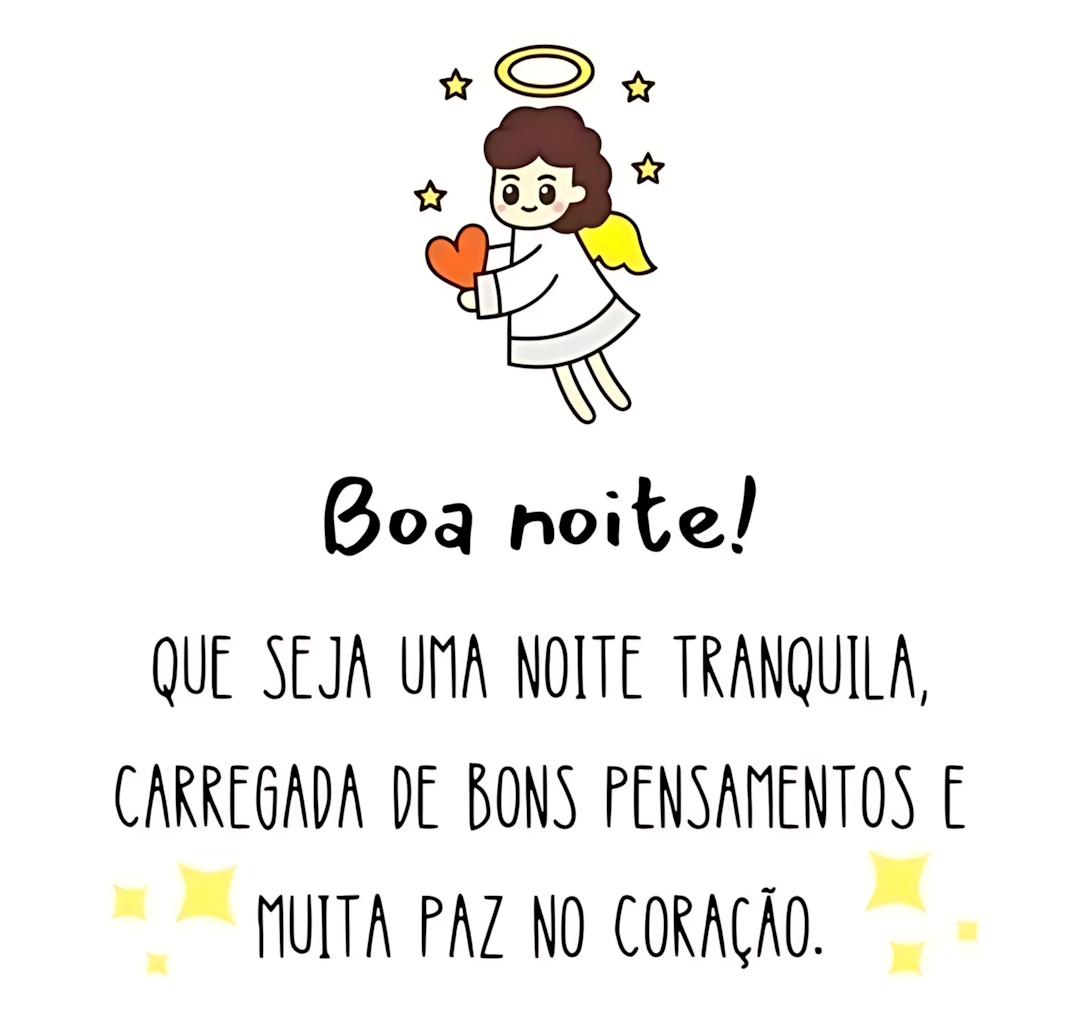 Boa noite!
QUE SEJA UMA NOITE TRANQUILA,
CARREGADA DE BONS PENSAMENTOS E
MUITA PAZ NO CORAÇÃO.